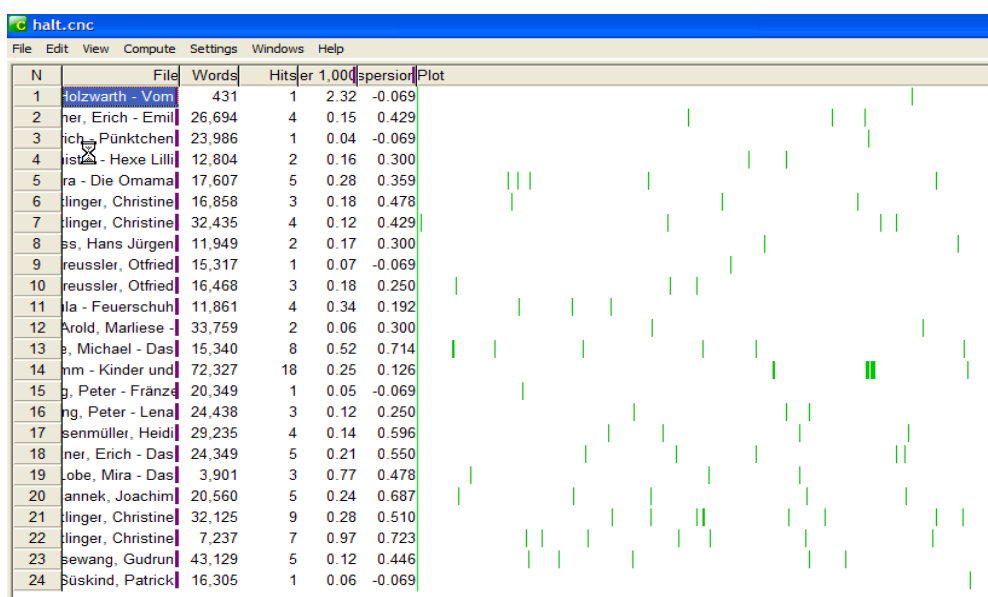 C halt.cnc
File Edit View Compute Settings Windows Help
N File Words Hits er 1,000 spersion Plot
1 Holzwarth - Vom 431 1 2.32 -0.069
2 ner, Erich - Emil 26,694 4 0.15 0.429
3 ich - Pünktchen 23,986 1 0.04 -0.069
4 - Hexe Lilli 12,804 2 0.16 0.300
5 ra - Die Omama 17,607 5 0.28 0.359
6 tlinger, Christine 16,858 3 0.18 0.478
7 tlinger, Christine 32,435 4 0.12 0.429
8 ss, Hans Jürgen 11,949 2 0.17 0.300
9 reussler, Otfried 15,317 1 0.07 -0.069
10 reussler, Otfried 16,468 3 0.18 0.250
11 ula - Feuerschuh 11,861 4 0.34 0.192
12 Arold, Marliese - 33,759 2 0.06 0.300
13 e, Michael - Das 15,340 8 0.52 0.714
14 mm - Kinder und 72,327 18 0.25 0.126
15 g, Peter - Fränze 20,349 1 0.05 -0.069
16 ng, Peter - Lena 24,438 3 0.12 0.250
17 senmüller, Heidi 29,235 4 0.14 0.596
18 ner, Erich - Das 24,349 5 0.21 0.550
19 Lobe, Mira - Das 3,901 3 0.77 0.478
20 annek, Joachim 20,560 5 0.24 0.687
21 tlinger, Christine 32,125 9 0.28 0.510
22 tlinger, Christine 7,237 7 0.97 0.723
23 sewang, Gudrun 43,129 5 0.12 0.446
24 Süskind, Patrick 16,305 1 0.06 -0.069